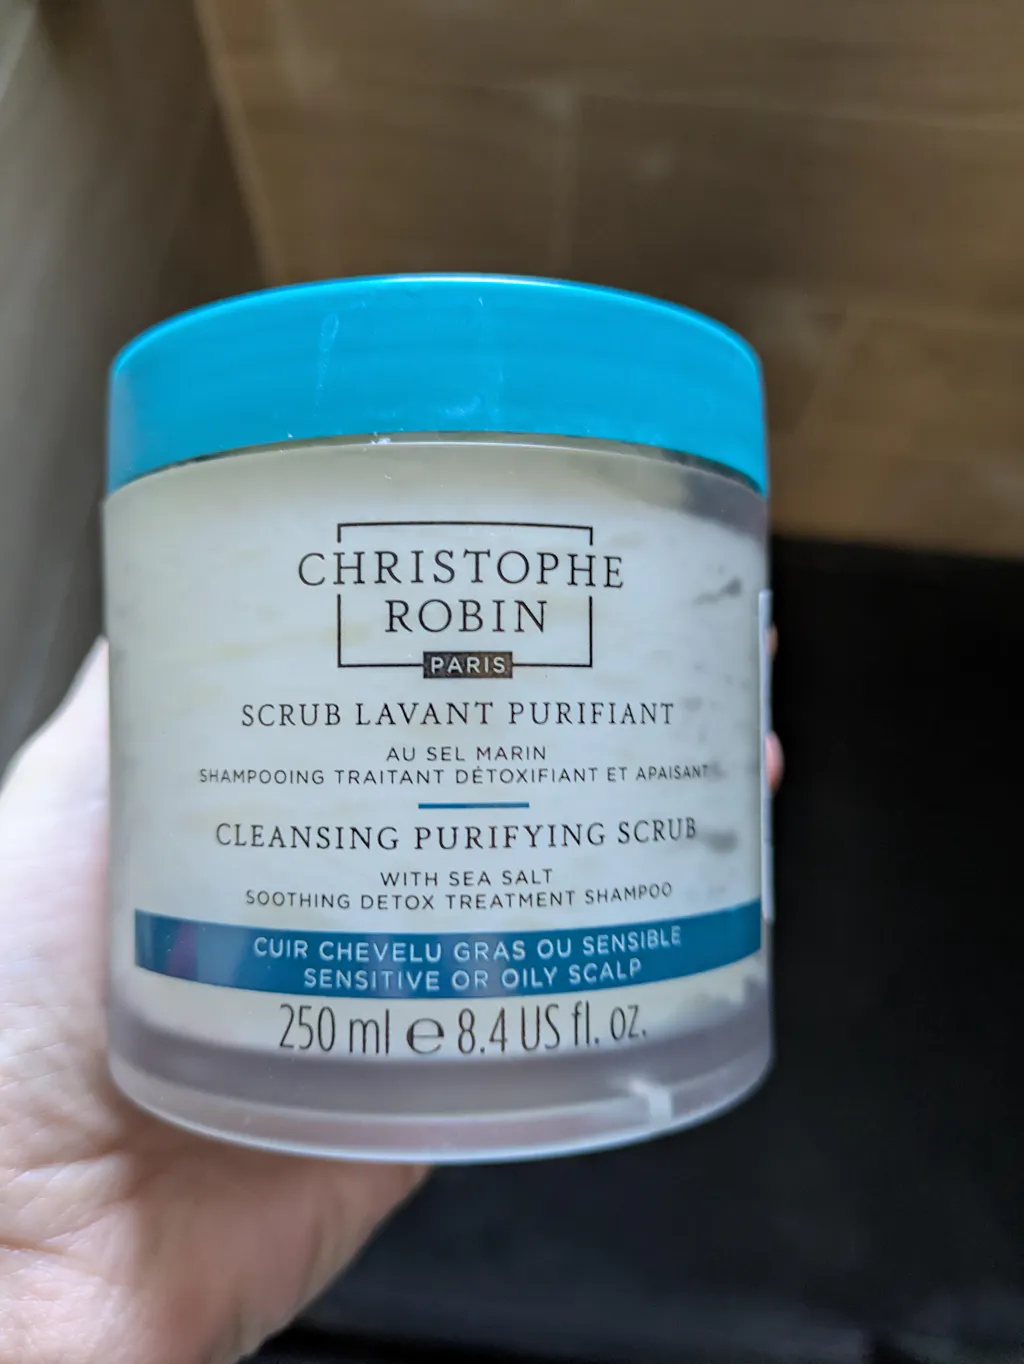 CHRISTOPHE
ROBIN
PARIS
SCRUB LAVANT PURIFIANT
AU SEL MARIN
SHAMPOOING TRAITANT DÉTOXIFIANT ET APAISANT
CLEANSING PURIFYING SCRUB
WITH SEA SALT
SOOTHING DETOX TREATMENT SHAMPOO
CUIR CHEVELU GRAS OU SENSIBLE
SENSITIVE OR OILY SCALP
250 ml ℮ 8.4 US fl. oz.